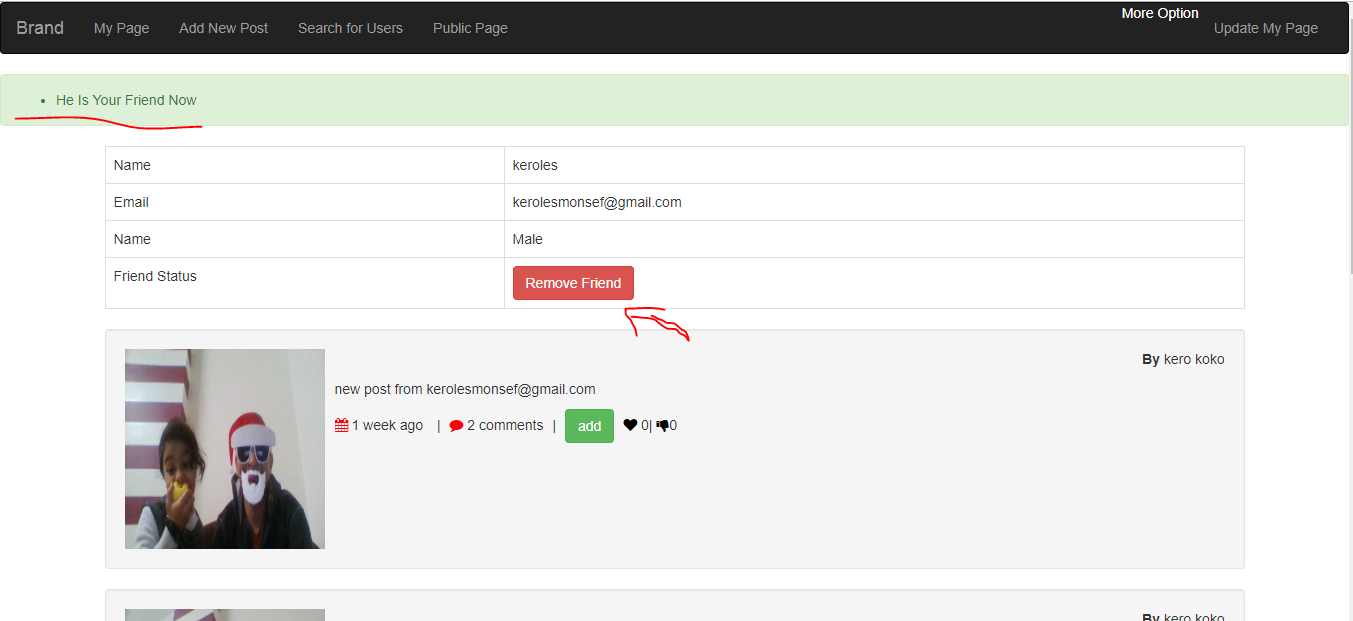 Brand My Page Add New Post Search for Users Public Page More Option Update My Page
He Is Your Friend Now
Name keroles
Email kerolesmonsef@gmail.com
Name Male
Friend Status Remove Friend
By kero koko
new post from kerolesmonsef@gmail.com
1 week ago | 2 comments | add 0| 0
By kero koko